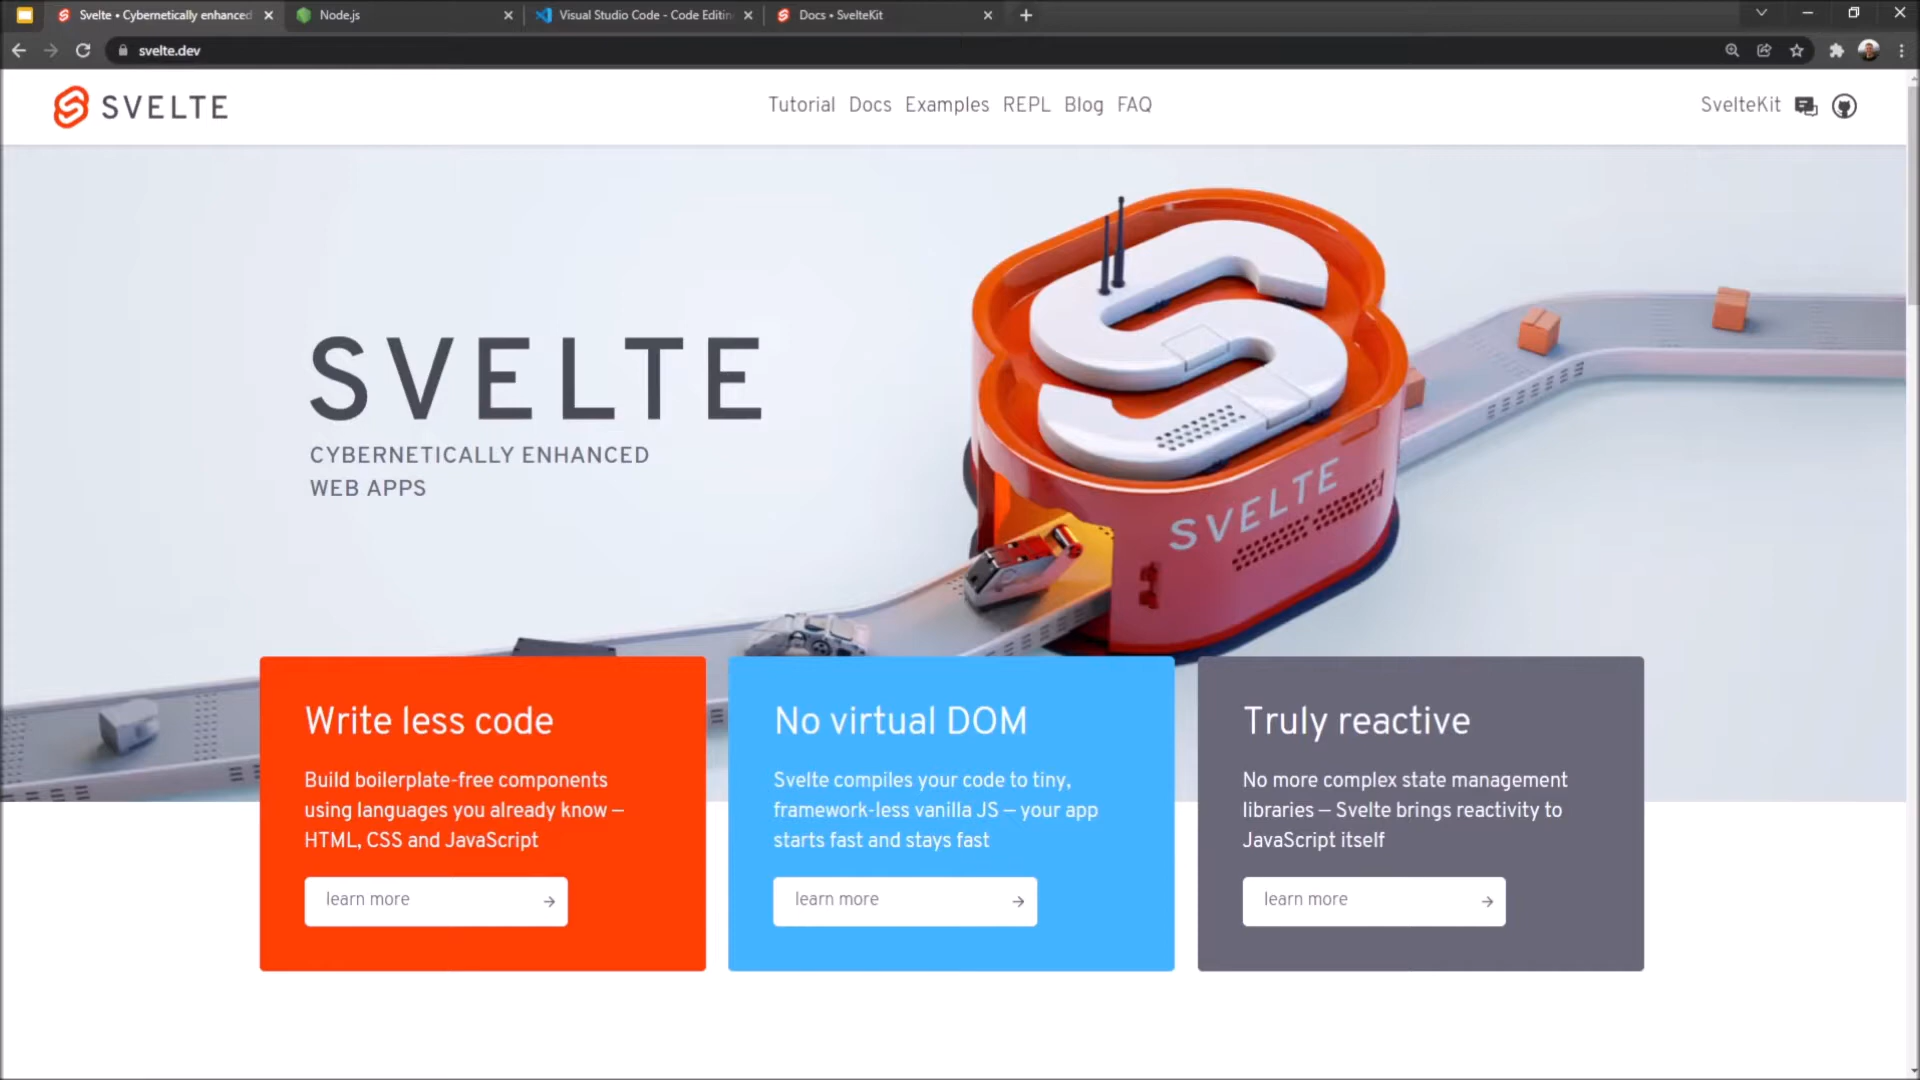 Svelte • Cybernetically enhanced
Node.js
Visual Studio Code - Code Editin
Docs • SvelteKit
svelte.dev
SVELTE
Tutorial Docs Examples REPL Blog FAQ
SvelteKit
SVELTE
CYBERNETICALLY ENHANCED
WEB APPS
SVELTE
Write less code
Build boilerplate-free components
using languages you already know —
HTML, CSS and JavaScript
learn more
No virtual DOM
Svelte compiles your code to tiny,
framework-less vanilla JS — your app
starts fast and stays fast
learn more
Truly reactive
No more complex state management
libraries — Svelte brings reactivity to
JavaScript itself
learn more